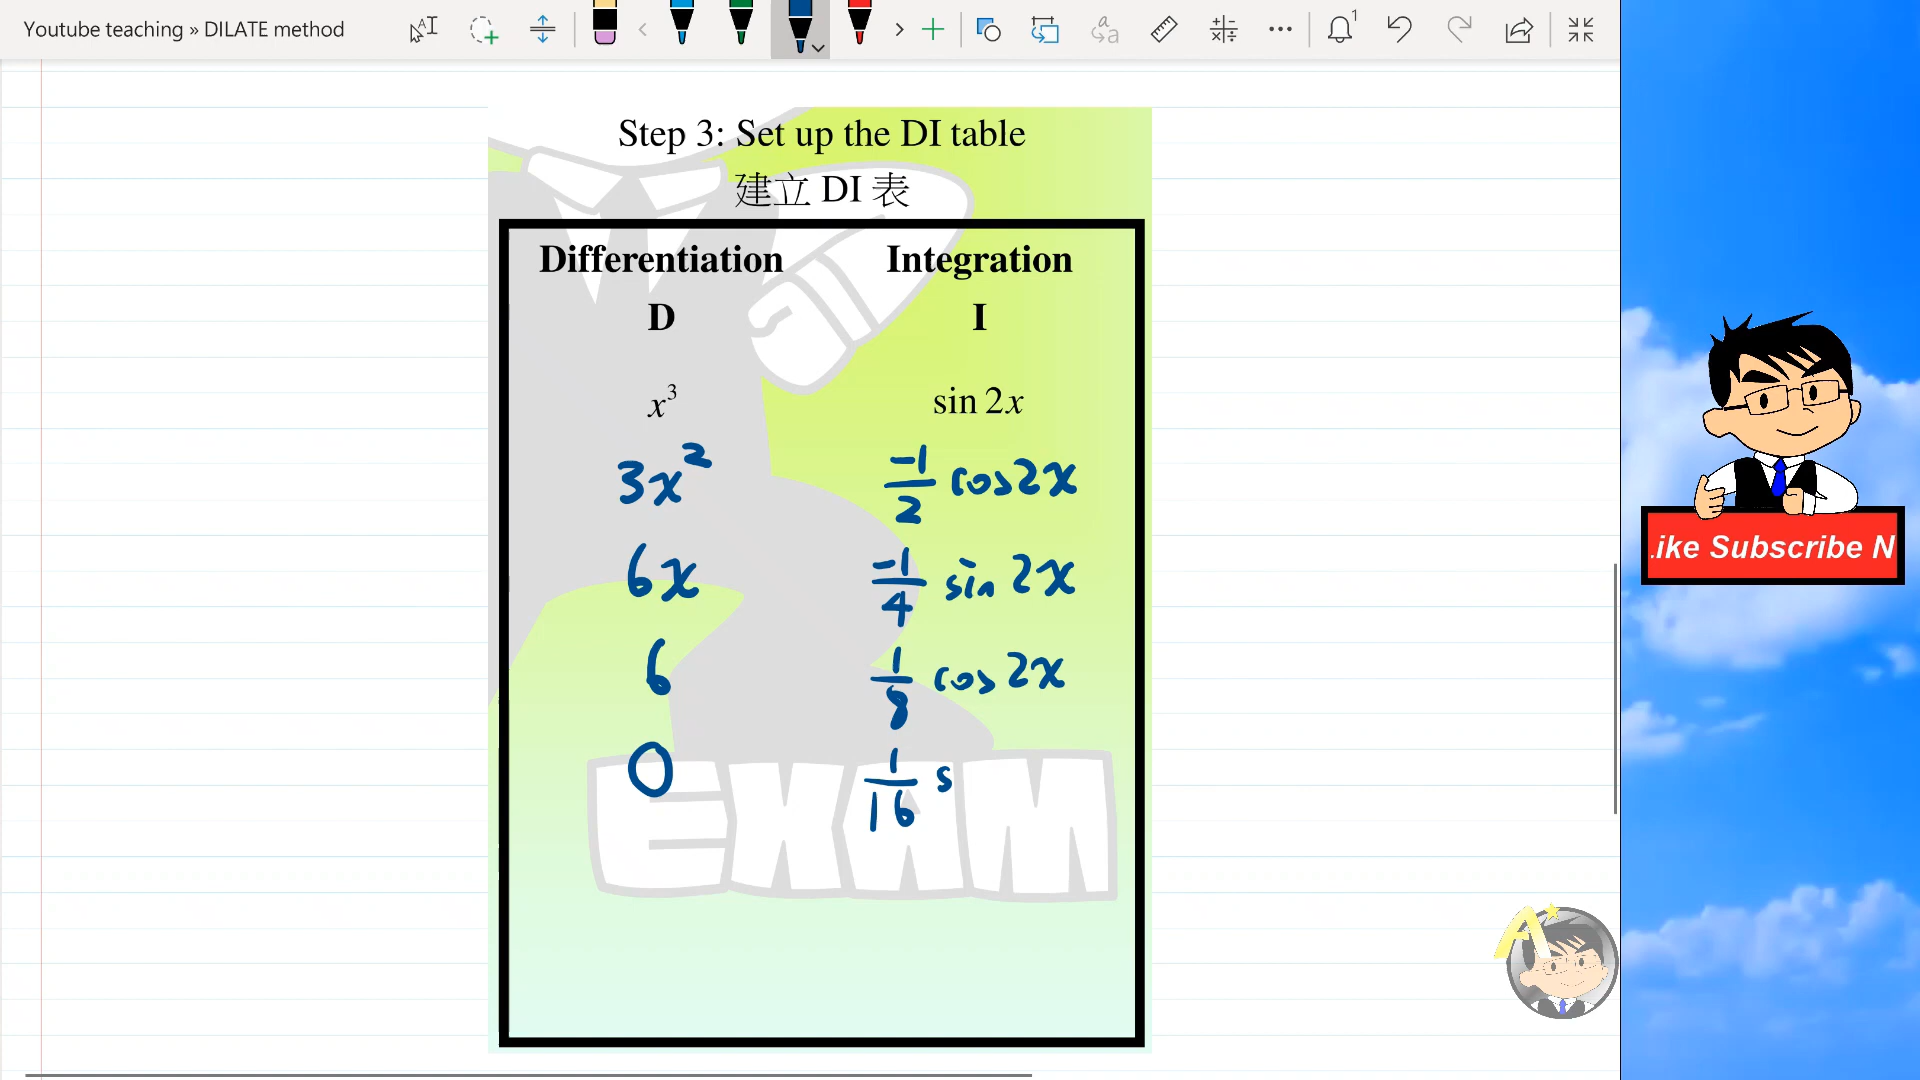 Youtube teaching » DILATE method
Step 3: Set up the DI table
建立 DI 表
Differentiation Integration
D I
x³ sin 2x
3x² -1/2 cos2x
6x -1/4 sin 2x
6 1/8 cos 2x
0 1/16 s
EXAM
ike Subscribe N
A